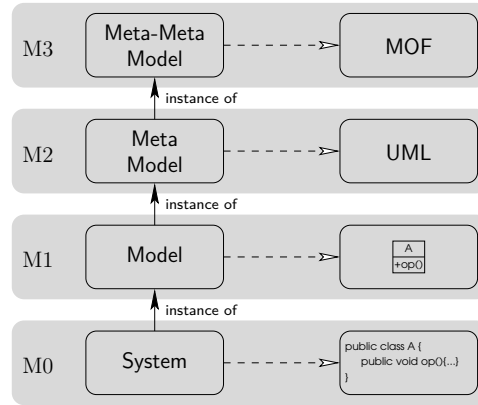 M3
Meta-Meta
Model
MOF
instance of
M2
Meta
Model
UML
instance of
M1
Model
A
+op()
instance of
M0
System
public class A {
public void op(){...}
}